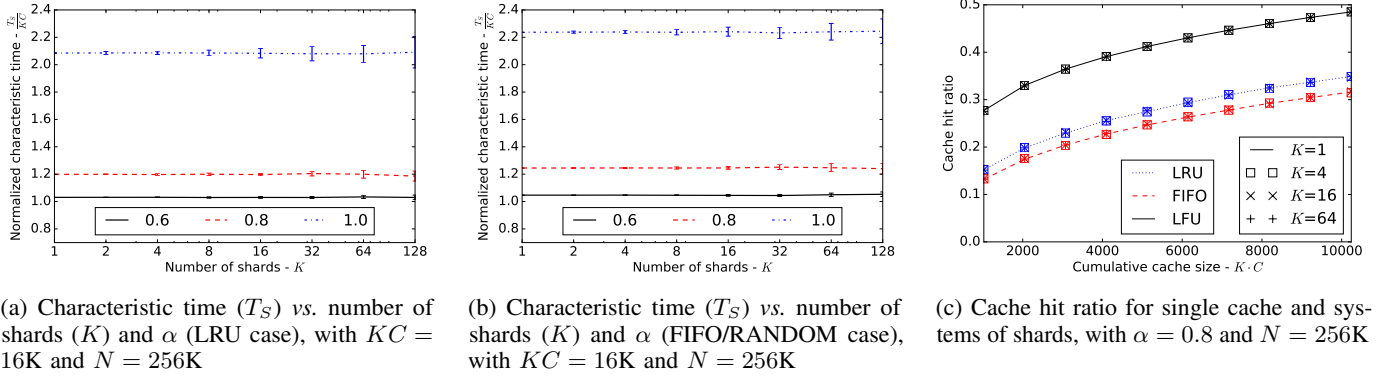 2.4
2.2
2.0
1.8
1.6
1.4
1.2
1.0
0.8
Normalized characteristic time - T_S/KC
0.6 0.8 1.0
1 2 4 8 16 32 64 128
Number of shards - K
(a) Characteristic time (T_S) vs. number of
shards (K) and α (LRU case), with KC =
16K and N = 256K
2.4
2.2
2.0
1.8
1.6
1.4
1.2
1.0
0.8
Normalized characteristic time - T_S/KC
0.6 0.8 1.0
1 2 4 8 16 32 64 128
Number of shards - K
(b) Characteristic time (T_S) vs. number of
shards (K) and α (FIFO/RANDOM case),
with KC = 16K and N = 256K
0.5
0.4
0.3
0.2
0.1
0.0
Cache hit ratio
LRU
FIFO
LFU
K=1
K=4
K=16
K=64
2000 4000 6000 8000 10000
Cumulative cache size - K · C
(c) Cache hit ratio for single cache and sys-
tems of shards, with α = 0.8 and N = 256K